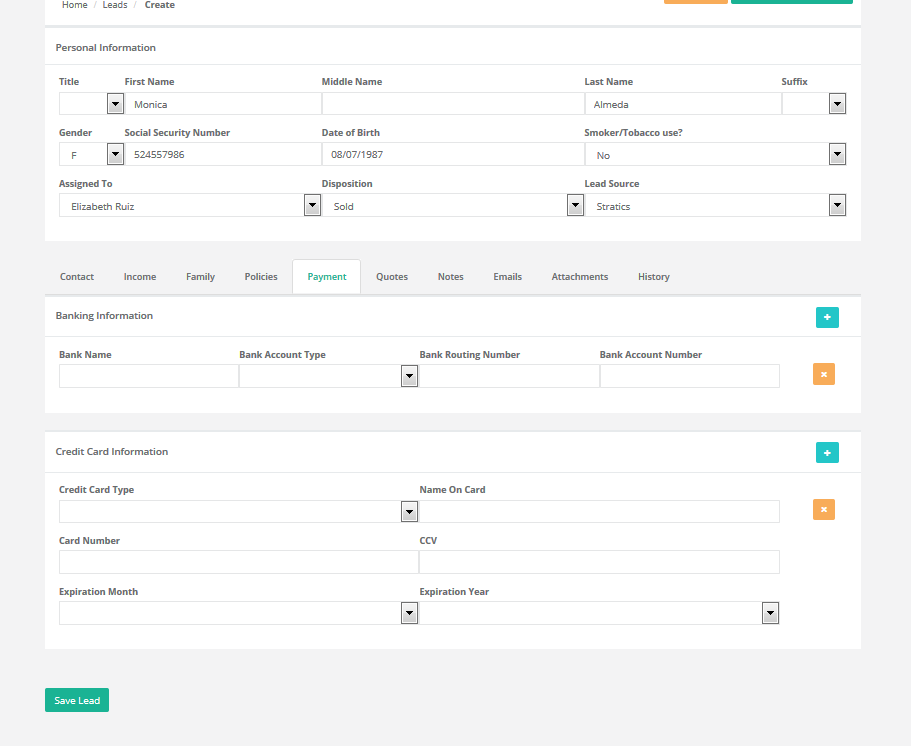 Home / Leads / Create
Personal Information
Title First Name Middle Name Last Name Suffix
Monica Almeda
Gender Social Security Number Date of Birth Smoker/Tobacco use?
F 524557986 08/07/1987 No
Assigned To Disposition Lead Source
Elizabeth Ruiz Sold Stratics
Contact Income Family Policies Payment Quotes Notes Emails Attachments History
Banking Information
Bank Name Bank Account Type Bank Routing Number Bank Account Number
Credit Card Information
Credit Card Type Name On Card
Card Number CCV
Expiration Month Expiration Year
Save Lead